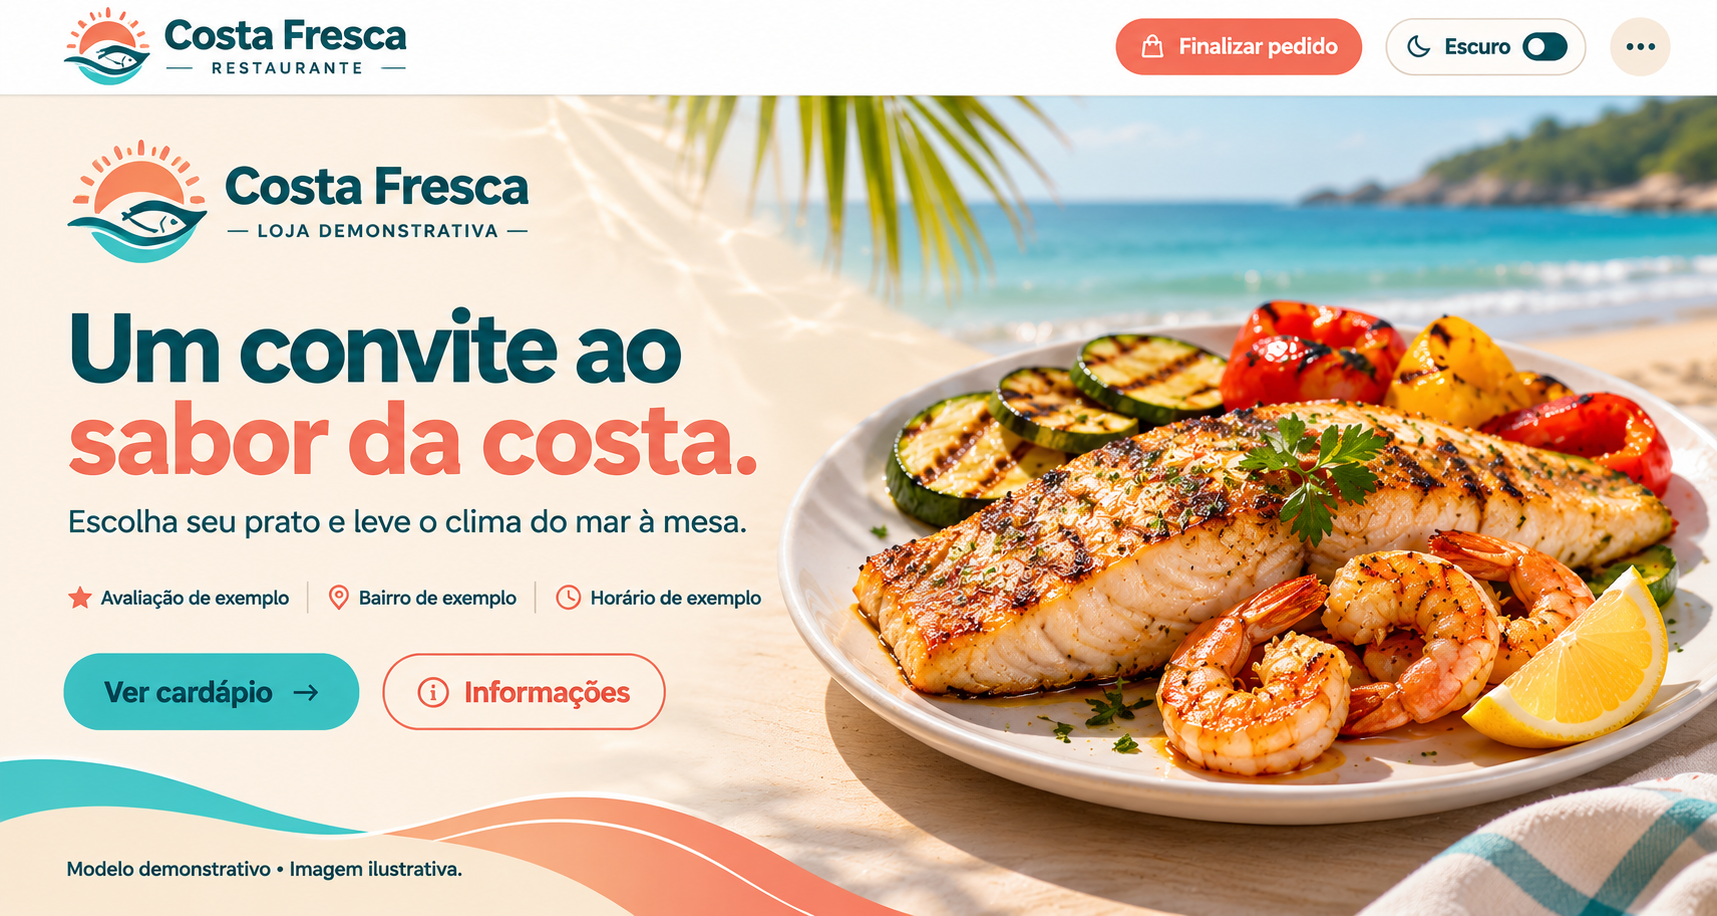 Costa Fresca
RESTAURANTE
Finalizar pedido
Escuro
Costa Fresca
LOJA DEMONSTRATIVA
Um convite ao
sabor da costa.
Escolha seu prato e leve o clima do mar à mesa.
Avaliação de exemplo
Bairro de exemplo
Horário de exemplo
Ver cardápio →
Informações
Modelo demonstrativo • Imagem ilustrativa.